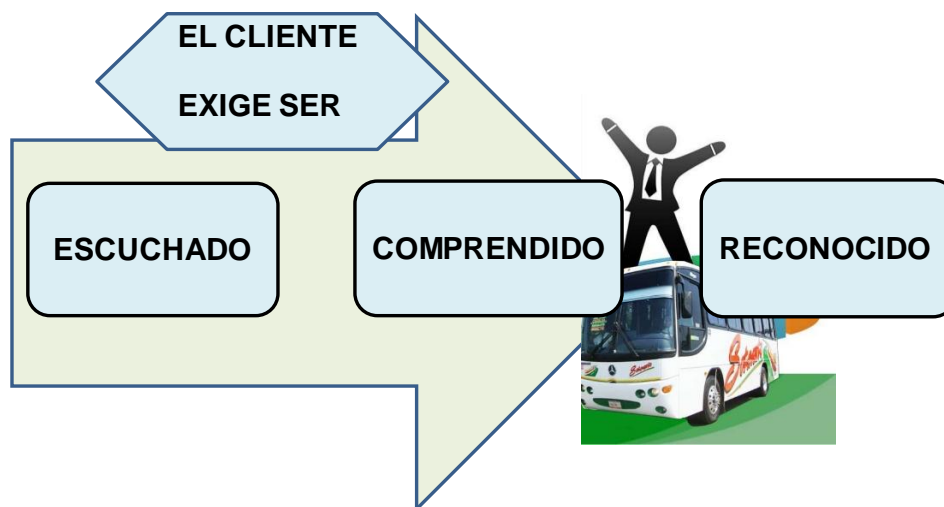 EL CLIENTE
EXIGE SER
ESCUCHADO
COMPRENDIDO
RECONOCIDO